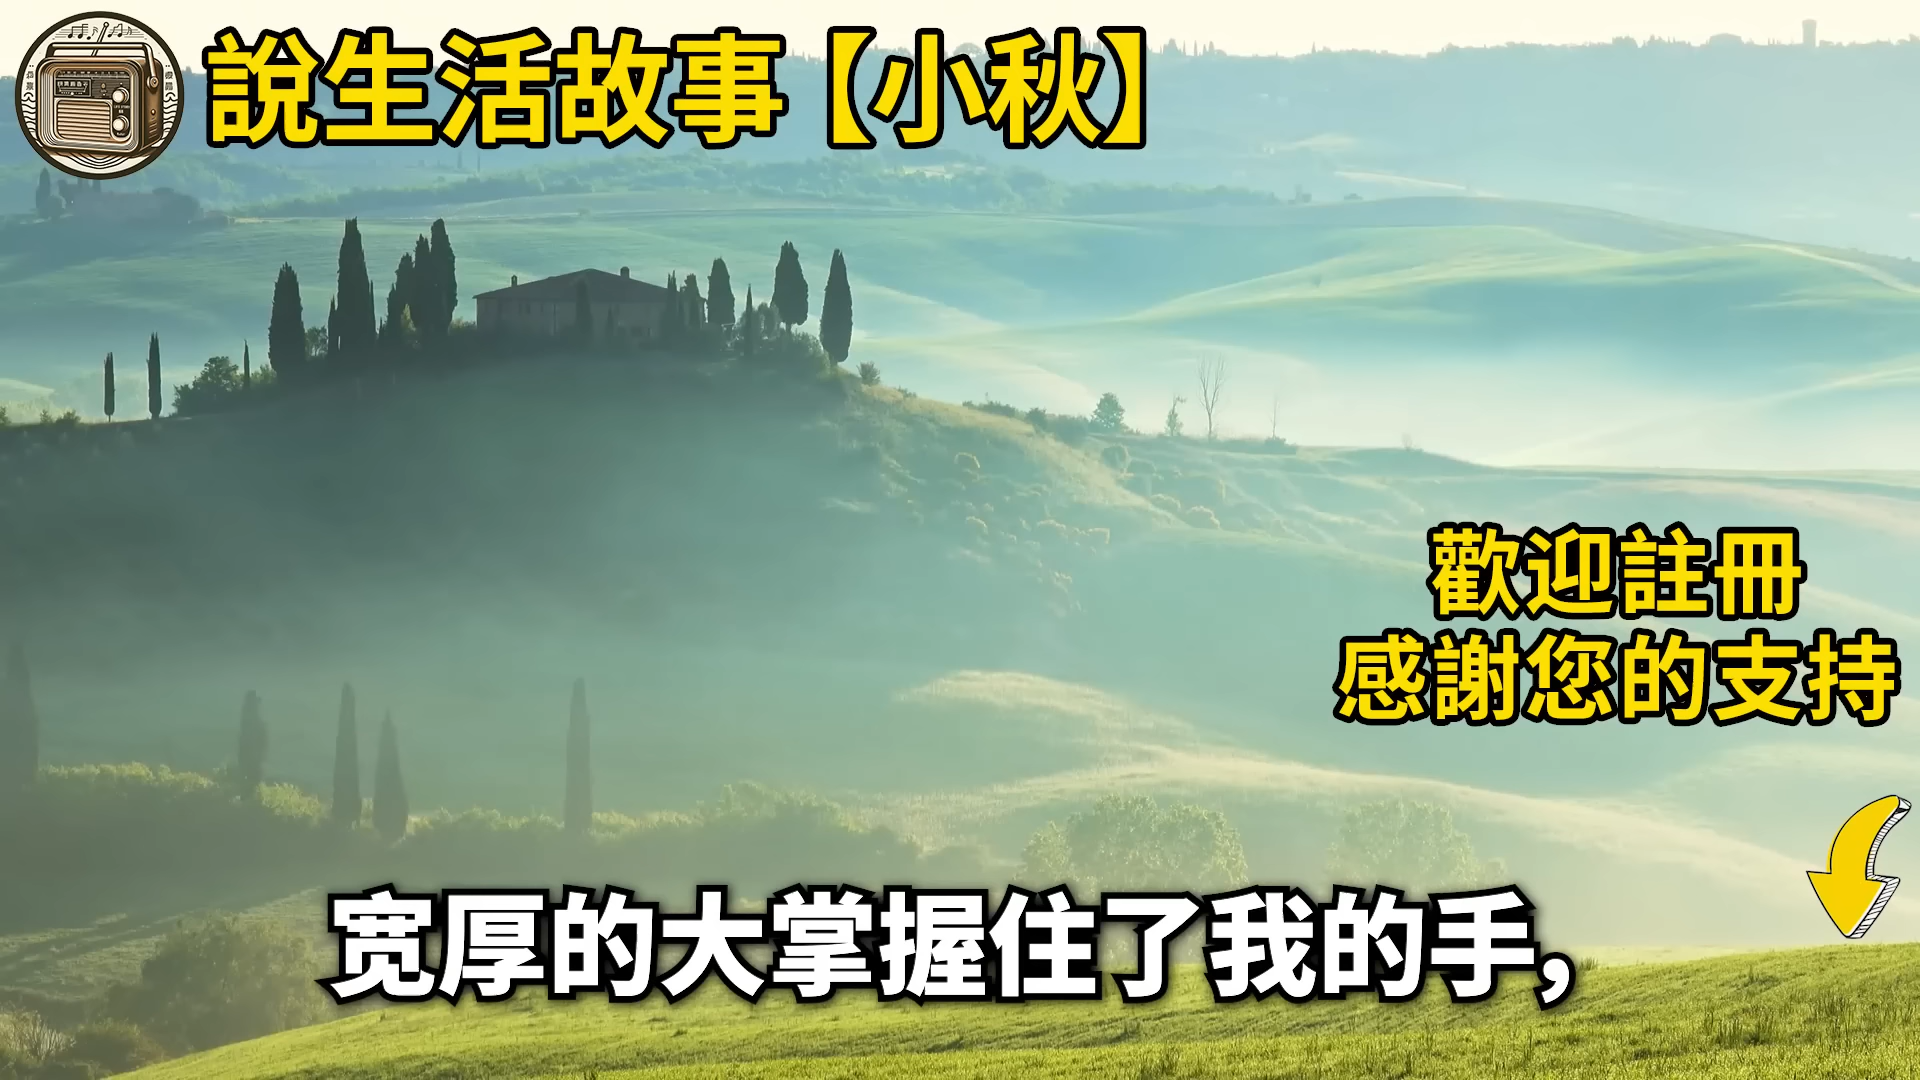 說生活故事【小秋】
歡迎註冊
感謝您的支持
宽厚的大掌握住了我的手,